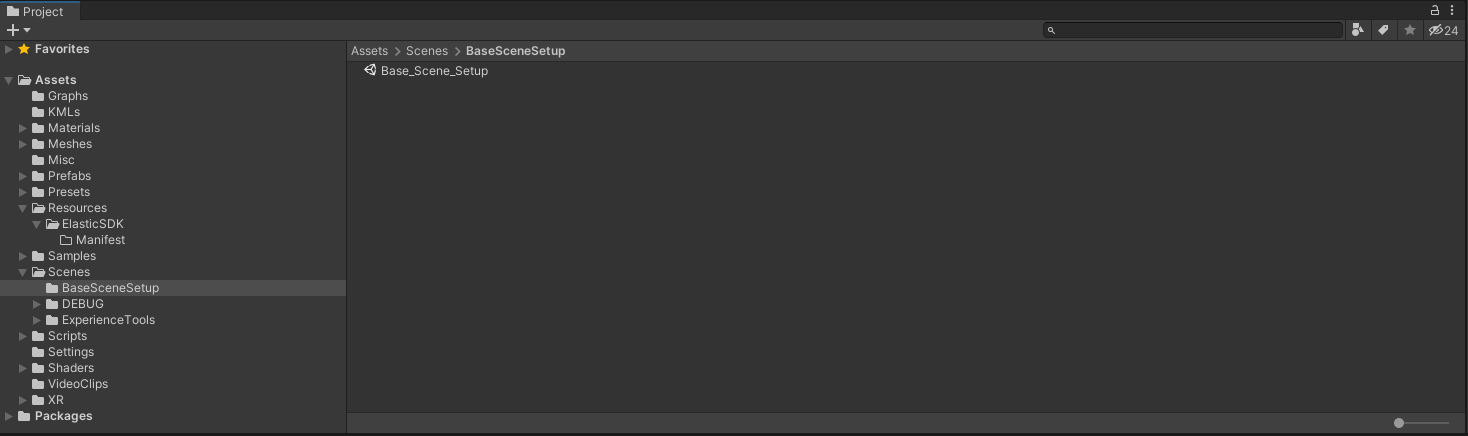 Project
24
Favorites
Assets > Scenes > BaseSceneSetup
Base_Scene_Setup
Assets
Graphs
KMLs
Materials
Meshes
Misc
Prefabs
Presets
Resources
ElasticSDK
Manifest
Samples
Scenes
BaseSceneSetup
DEBUG
ExperienceTools
Scripts
Settings
Shaders
VideoClips
XR
Packages